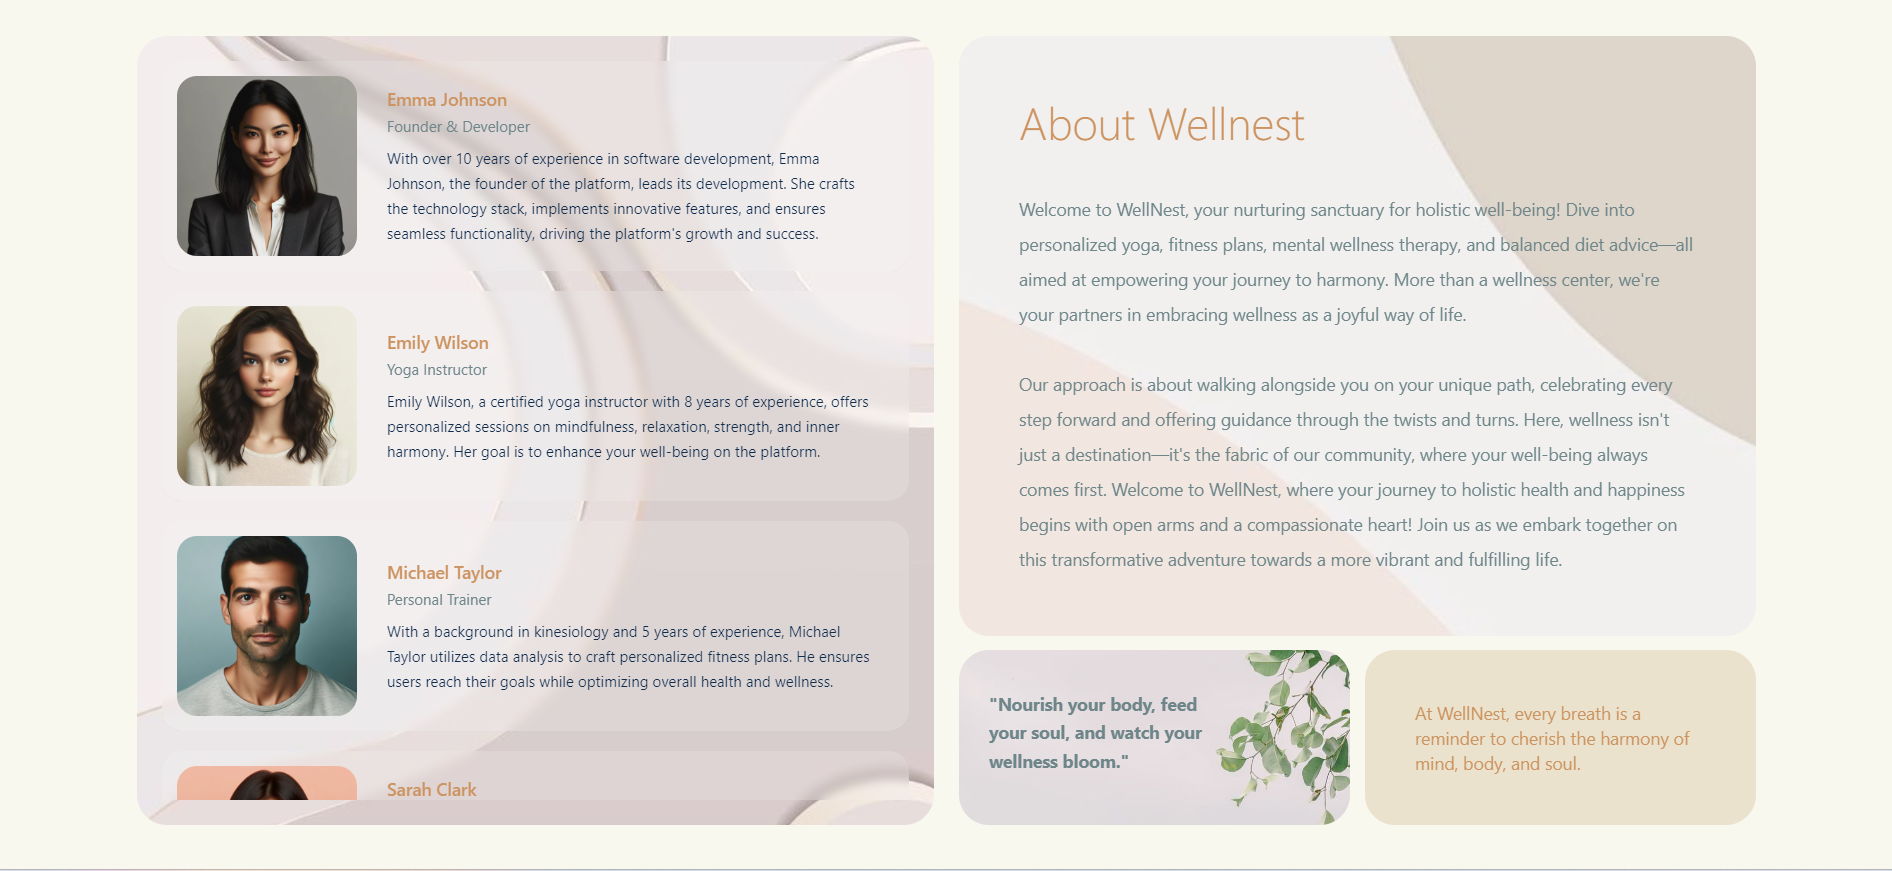 Emma Johnson
Founder & Developer
With over 10 years of experience in software development, Emma
Johnson, the founder of the platform, leads its development. She crafts
the technology stack, implements innovative features, and ensures
seamless functionality, driving the platform's growth and success.
Emily Wilson
Yoga Instructor
Emily Wilson, a certified yoga instructor with 8 years of experience, offers
personalized sessions on mindfulness, relaxation, strength, and inner
harmony. Her goal is to enhance your well-being on the platform.
Michael Taylor
Personal Trainer
With a background in kinesiology and 5 years of experience, Michael
Taylor utilizes data analysis to craft personalized fitness plans. He ensures
users reach their goals while optimizing overall health and wellness.
Sarah Clark
About Wellnest
Welcome to WellNest, your nurturing sanctuary for holistic well-being! Dive into
personalized yoga, fitness plans, mental wellness therapy, and balanced diet advice—all
aimed at empowering your journey to harmony. More than a wellness center, we're
your partners in embracing wellness as a joyful way of life.
Our approach is about walking alongside you on your unique path, celebrating every
step forward and offering guidance through the twists and turns. Here, wellness isn't
just a destination—it's the fabric of our community, where your well-being always
comes first. Welcome to WellNest, where your journey to holistic health and happiness
begins with open arms and a compassionate heart! Join us as we embark together on
this transformative adventure towards a more vibrant and fulfilling life.
"Nourish your body, feed
your soul, and watch your
wellness bloom."
At WellNest, every breath is a
reminder to cherish the harmony of
mind, body, and soul.